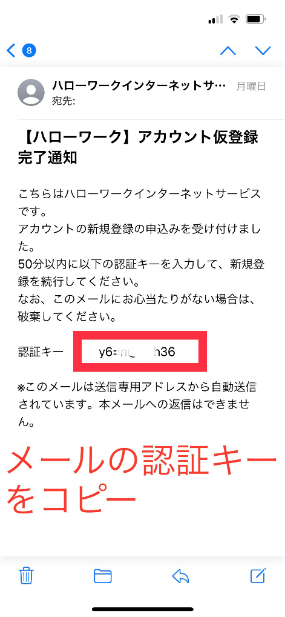 8
ハローワークインターネットサ…
月曜日
宛先:
【ハローワーク】アカウント仮登録
完了通知
こちらはハローワークインターネットサービス
です。
アカウントの新規登録の申込みを受け付けまし
た。
50分以内に以下の認証キーを入力して、新規登
録を続行してください。
なお、このメールにお心当たりがない場合は、
破棄してください。
認証キー
※このメールは送信専用アドレスから自動送信
されています。本メールへの返信はできませ
ん。
メールの認証キー
をコピー